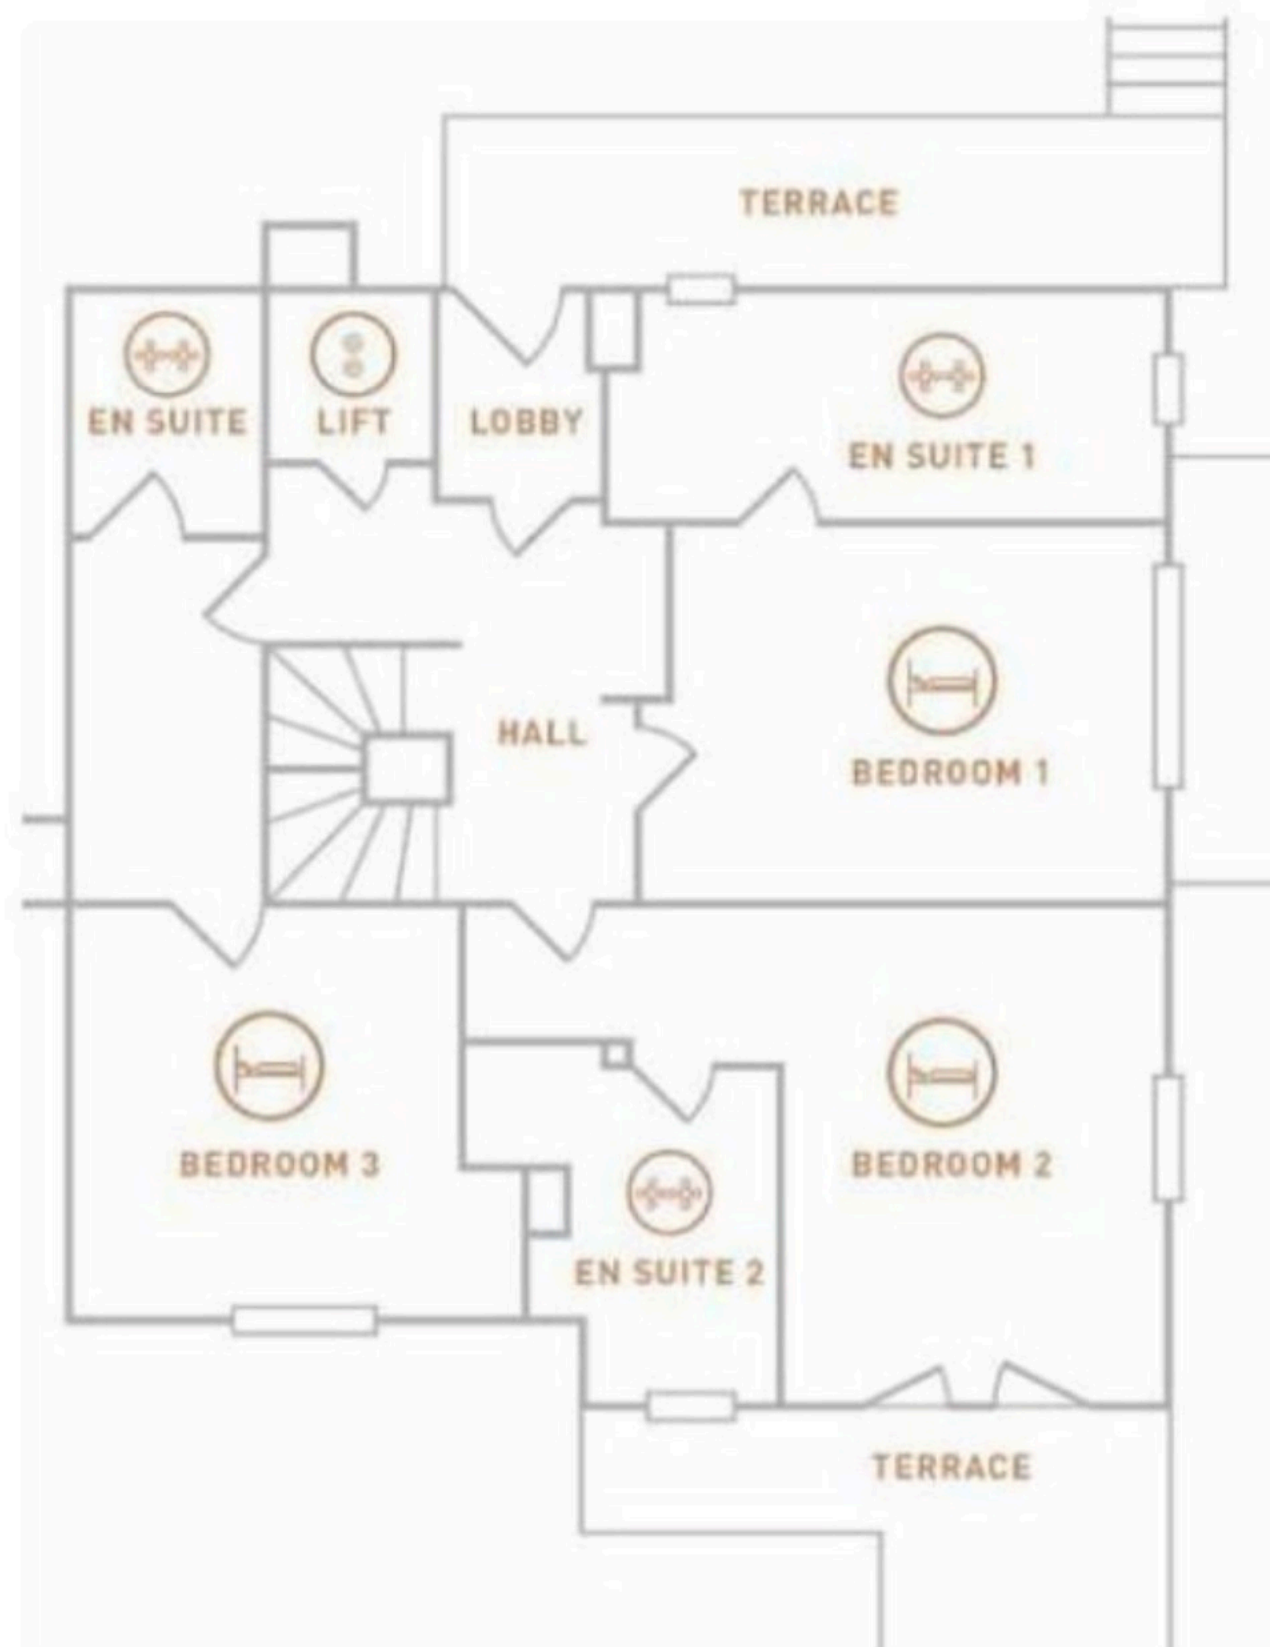 TERRACE
EN SUITE
LIFT
LOBBY
EN SUITE 1
HALL
BEDROOM 1
BEDROOM 3
BEDROOM 2
EN SUITE 2
TERRACE